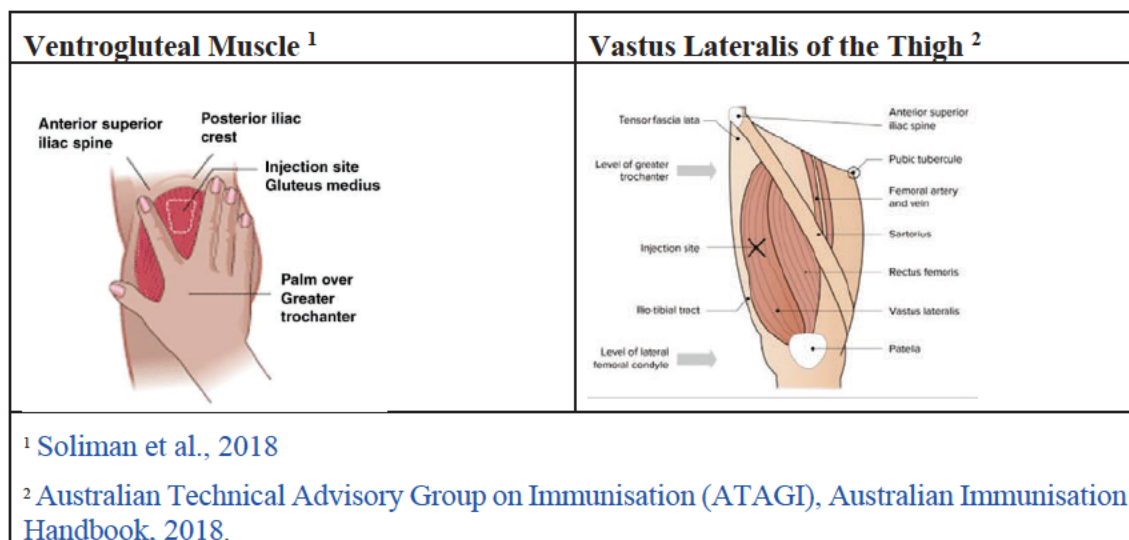 Ventrogluteal Muscle 1
Vastus Lateralis of the Thigh 2
Anterior superior
iliac spine
Posterior iliac
crest
Injection site
Gluteus medius
Palm over
Greater
trochanter
Tensor fascia lata
Level of greater
trochanter
Injection site
Illio-tibial tract
Level of lateral
femoral condyle
Anterior superior
iliac spine
Pubic tubercule
Femoral artery
and vein
Sartorius
Rectus femoris
Vastus lateralis
Patella
1 Soliman et al., 2018
2 Australian Technical Advisory Group on Immunisation (ATAGI), Australian Immunisation
Handbook, 2018.